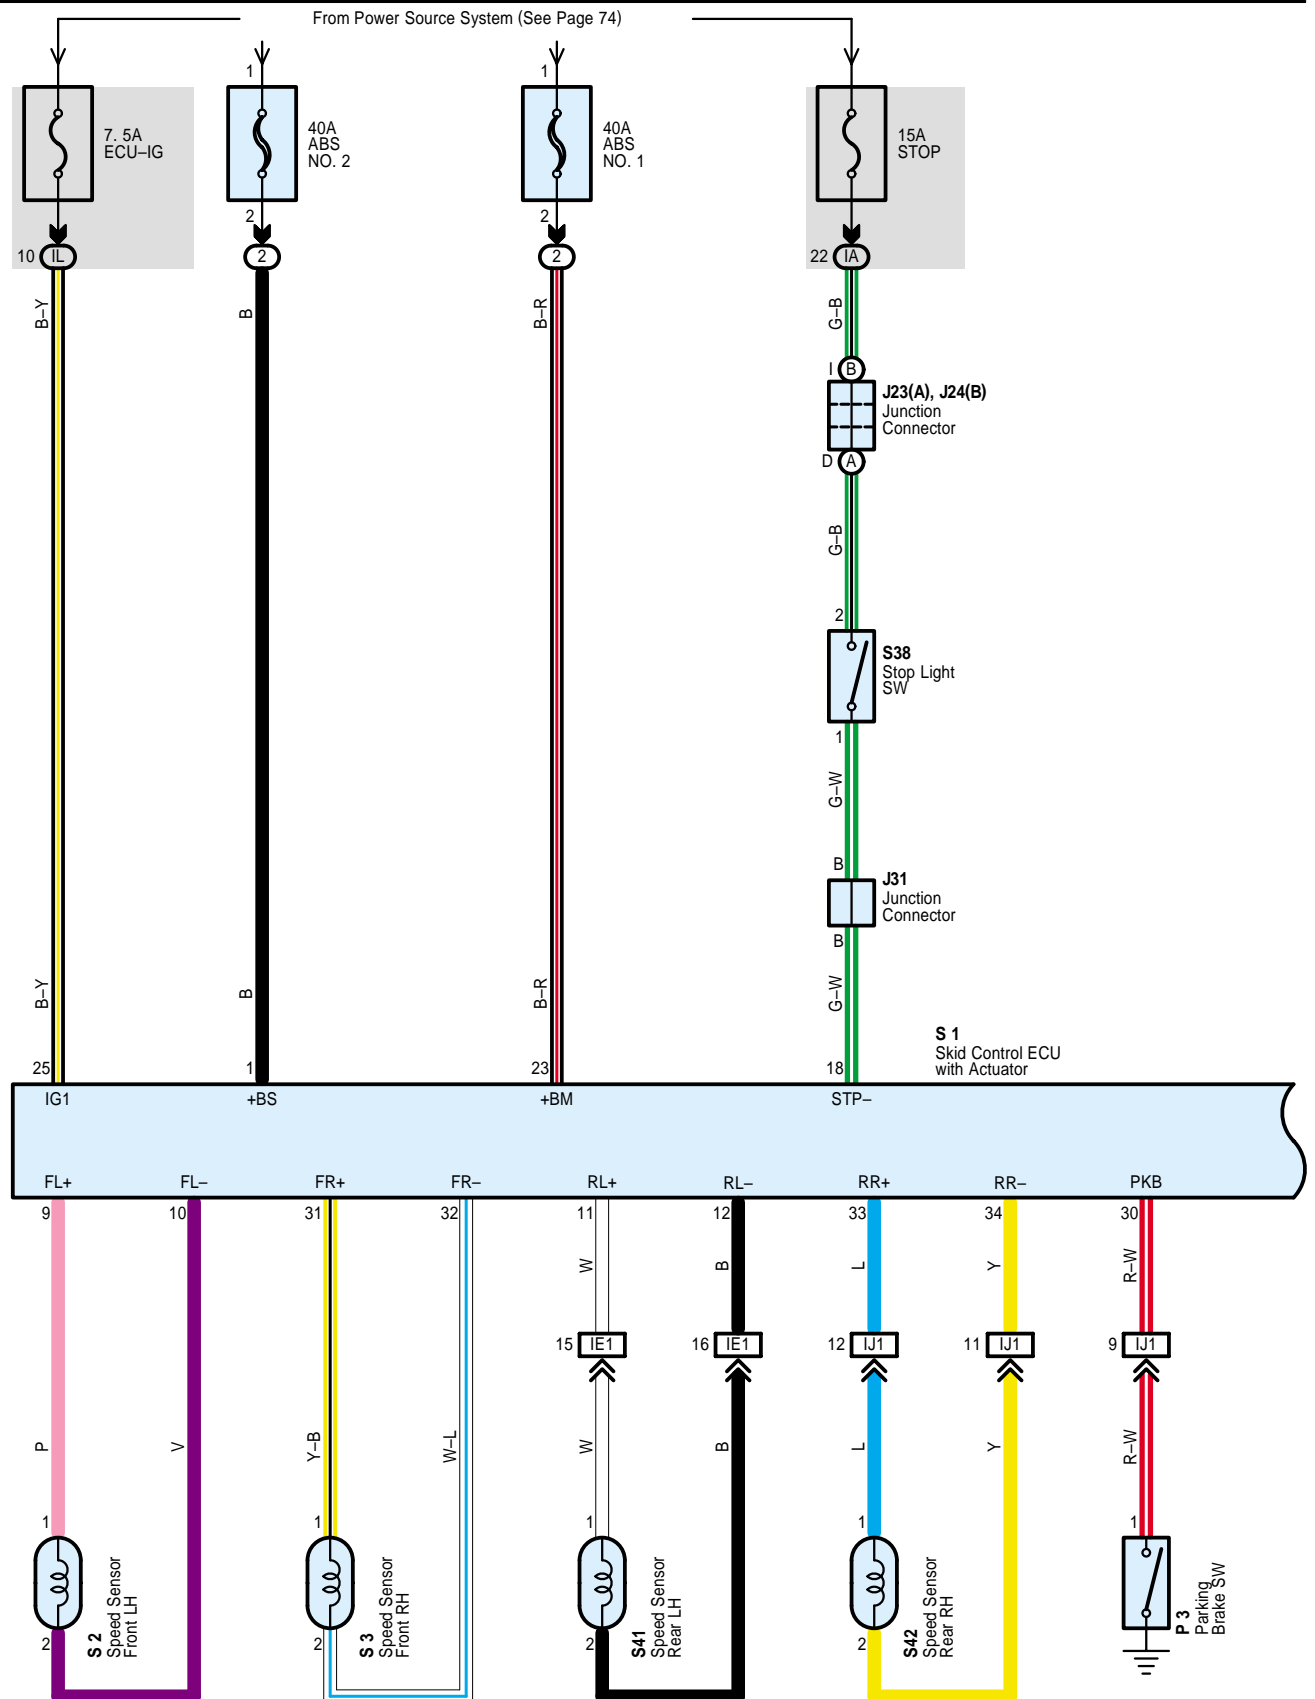 From Power Source System (See Page 74)
1
1
7. 5A
ECU–IG
40A
ABS
NO. 2
40A
ABS
NO. 1
15A
STOP
2
2
10 IL
2
2
22 IA
B–Y
B
B–R
G–B
I B
J23(A), J24(B)
Junction
Connector
D A
G–B
2
S38
Stop Light
SW
1
G–W
B
J31
Junction
Connector
B
B–Y
B
B–R
G–W
S 1
Skid Control ECU
with Actuator
25
1
23
18
IG1
+BS
+BM
STP–
FL+
FL–
FR+
FR–
RL+
RL–
RR+
RR–
PKB
9
10
31
32
11
12
33
34
30
W
B
L
Y
R–W
15 IE1
16 IE1
12 IJ1
11 IJ1
9 IJ1
P
V
Y–B
W–L
W
B
L
Y
R–W
1
1
1
1
1
S 2
Speed Sensor
Front LH
S 3
Speed Sensor
Front RH
S41
Speed Sensor
Rear LH
S42
Speed Sensor
Rear RH
P 3
Parking
Brake SW
2
2
2
2